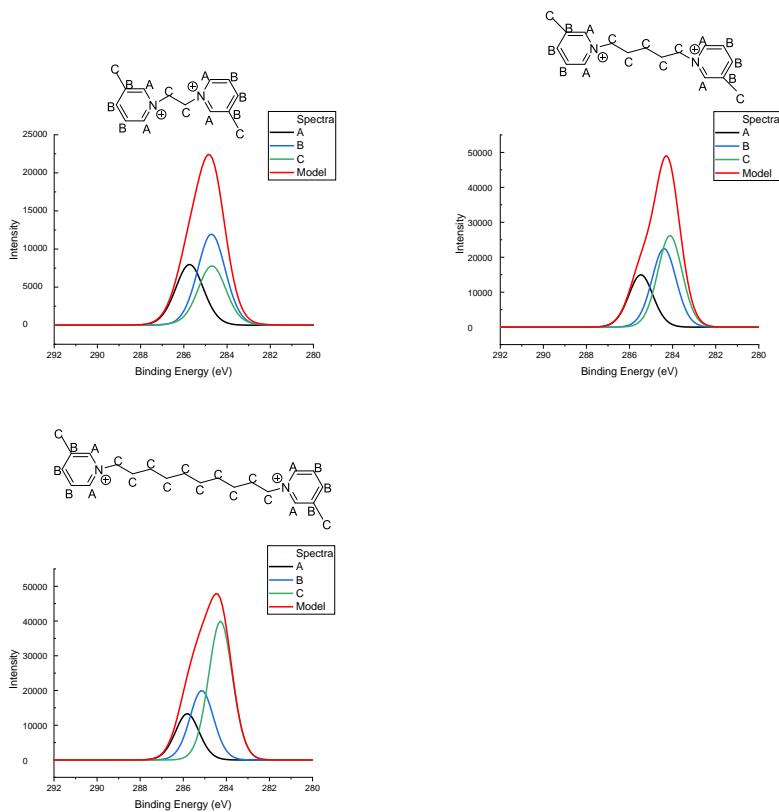 C
B A
B N
B A
C
C
A B
N B
A B
C
Spectra
A
B
C
Model
25000
20000
15000
10000
5000
0
Intensity
292 290 288 286 284 282 280
Binding Energy (eV)
C
B A
B N
B A
C C C
C C
A B
N B
A B
C
Spectra
A
B
C
Model
50000
40000
30000
20000
10000
0
Intensity
292 290 288 286 284 282 280
Binding Energy (eV)
C
B A
B N
B A
C C C C C
C C C C C
A B
N B
A B
C
Spectra
A
B
C
Model
50000
40000
30000
20000
10000
0
Intensity
292 290 288 286 284 282 280
Binding Energy (eV)